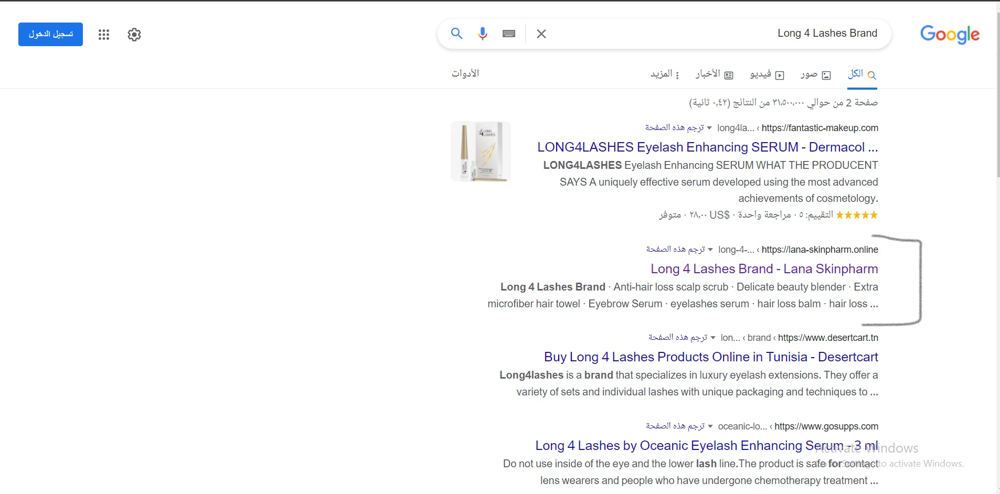 تسجيل الدخول
Long 4 Lashes Brand
Google
الكل
صور
فيديو
الأخبار
المزيد
الأدوات
صفحة 2 من حوالي ٣١،٥٠٠،٠٠٠ من النتائج (٠,٤٢ ثانية)
https://fantastic-makeup.com › long4la... ترجم هذه الصفحة
LONG4LASHES Eyelash Enhancing SERUM - Dermacol ...
LONG4LASHES Eyelash Enhancing SERUM WHAT THE PRODUCENT
SAYS A uniquely effective serum developed using the most advanced
achievements of cosmetology.
التقييم: ٥ · مراجعة واحدة · US$ ٢٨,٠٠ · متوفر
LONG
4LASHES
https://lana-skinpharm.online › long-4-... ترجم هذه الصفحة
Long 4 Lashes Brand - Lana Skinpharm
Long 4 Lashes Brand · Anti-hair loss scalp scrub · Delicate beauty blender · Extra
microfiber hair towel · Eyebrow Serum · eyelashes serum · hair loss balm · hair loss ...
https://www.desertcart.tn › brand › lon... ترجم هذه الصفحة
Buy Long 4 Lashes Products Online in Tunisia - Desertcart
Long4lashes is a brand that specializes in luxury eyelash extensions. They offer a
variety of sets and individual lashes with unique packaging and techniques to ...
https://www.gosupps.com › oceanic-lo... ترجم هذه الصفحة
Long 4 Lashes by Oceanic Eyelash Enhancing Serum - 3 ml
Do not use inside of the eye and the lower lash line.The product is safe for contact
lens wearers and people who have undergone chemotherapy treatment ...
Activate Windows
Go to Settings to activate Windows.